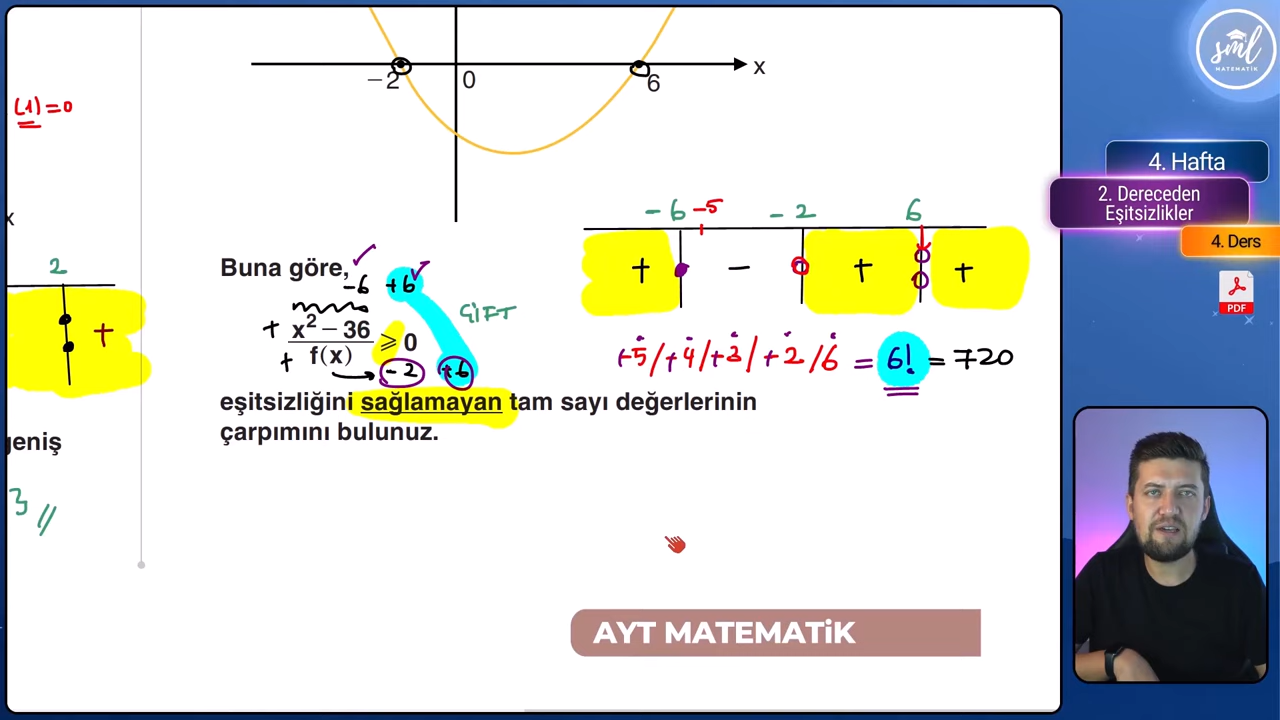 -2 0 6 x
(1)=0
x
2
+
geniş
3 //
Buna göre,
-6 +6
ÇİFT
+ x² – 36
+ f(x)
⩾ 0
-2 +6
eşitsizliğini sağlamayan tam sayı değerlerinin
çarpımını bulunuz.
-6 -5 -2 6
+ - + +
+5/+4/+3/+2/6 = 6! = 720
AYT MATEMATİK
sml
MATEMATİK
4. Hafta
2. Dereceden
Eşitsizlikler
4. Ders
PDF